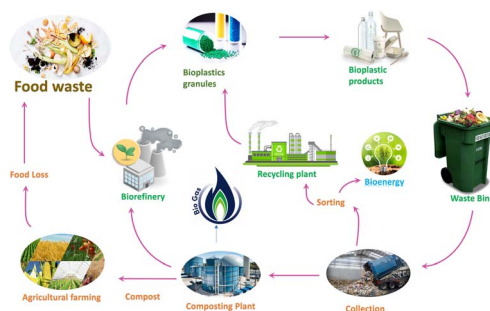 Food waste
Bioplastics
granules
Bioplastic
products
Food Loss
Biorefinery
Bio Gas
Recycling plant
Bioenergy
Sorting
Waste Bin
Agricultural farming
Compost
Composting Plant
Collection